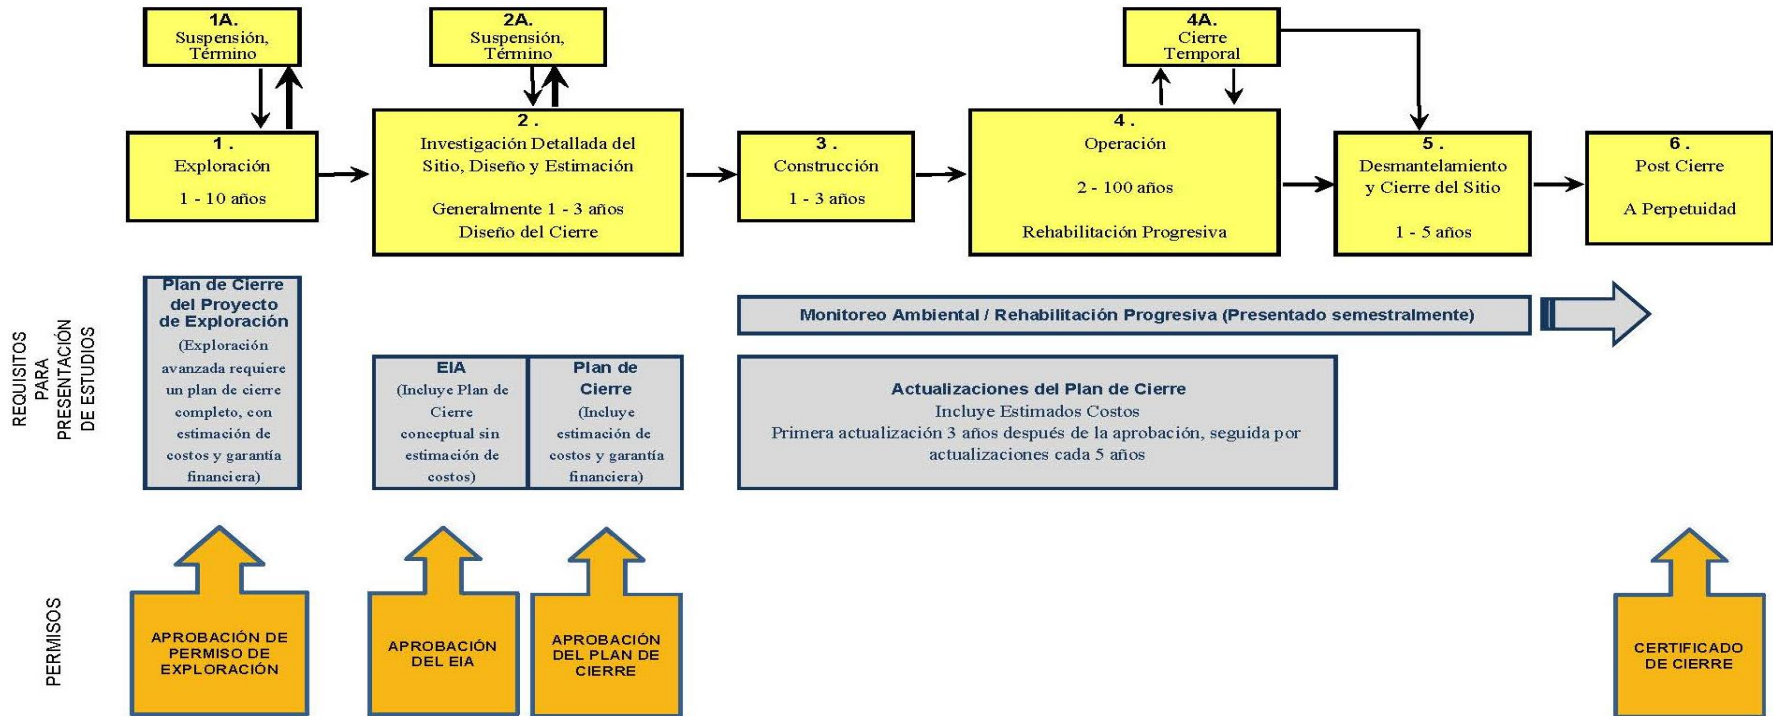 1A.
Suspensión,
Término
2A.
Suspensión,
Término
4A.
Cierre
Temporal
1 .
Exploración
1 - 10 años
2 .
Investigación Detallada del
Sitio, Diseño y Estimación
Generalmente 1 - 3 años
Diseño del Cierre
3 .
Construcción
1 - 3 años
4 .
Operación
2 - 100 años
Rehabilitación Progresiva
5 .
Desmantelamiento
y Cierre del Sitio
1 - 5 años
6 .
Post Cierre
A Perpetuidad
REQUISITOS
PARA
PRESENTACIÓN
DE ESTUDIOS
Plan de Cierre
del Proyecto
de Exploración
(Exploración
avanzada requiere
un plan de cierre
completo, con
estimación de
costos y garantía
financiera)
EIA
(Incluye Plan de
Cierre
conceptual sin
estimación de
costos)
Plan de
Cierre
(Incluye
estimación de
costos y garantía
financiera)
Monitoreo Ambiental / Rehabilitación Progresiva (Presentado semestralmente)
Actualizaciones del Plan de Cierre
Incluye Estimados Costos
Primera actualización 3 años después de la aprobación, seguida por
actualizaciones cada 5 años
PERMISOS
APROBACIÓN DE
PERMISO DE
EXPLORACIÓN
APROBACIÓN
DEL EIA
APROBACIÓN
DEL PLAN DE
CIERRE
CERTIFICADO
DE CIERRE